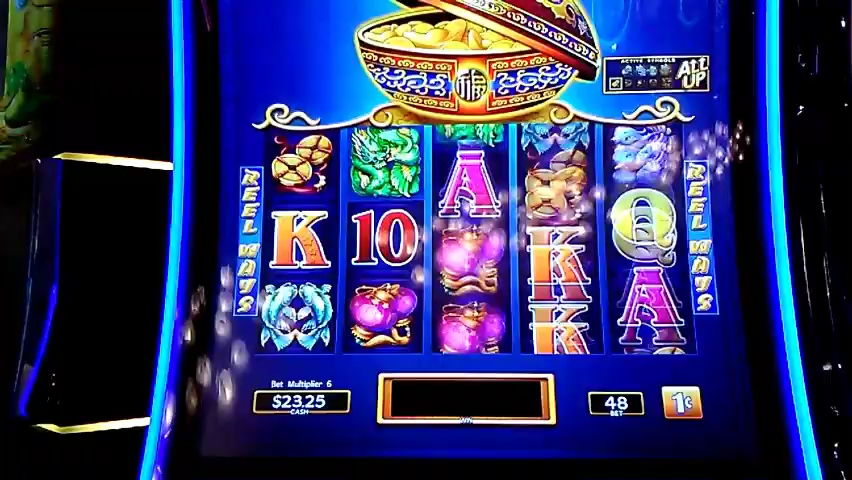 福
ACTIVE SYMBOLS
ALL
UP
REEL WAYS
REEL WAYS
A
K
10
Q
K
A
K
Bet Multiplier 6
$23.25
CASH
WIN
48
BET
1¢